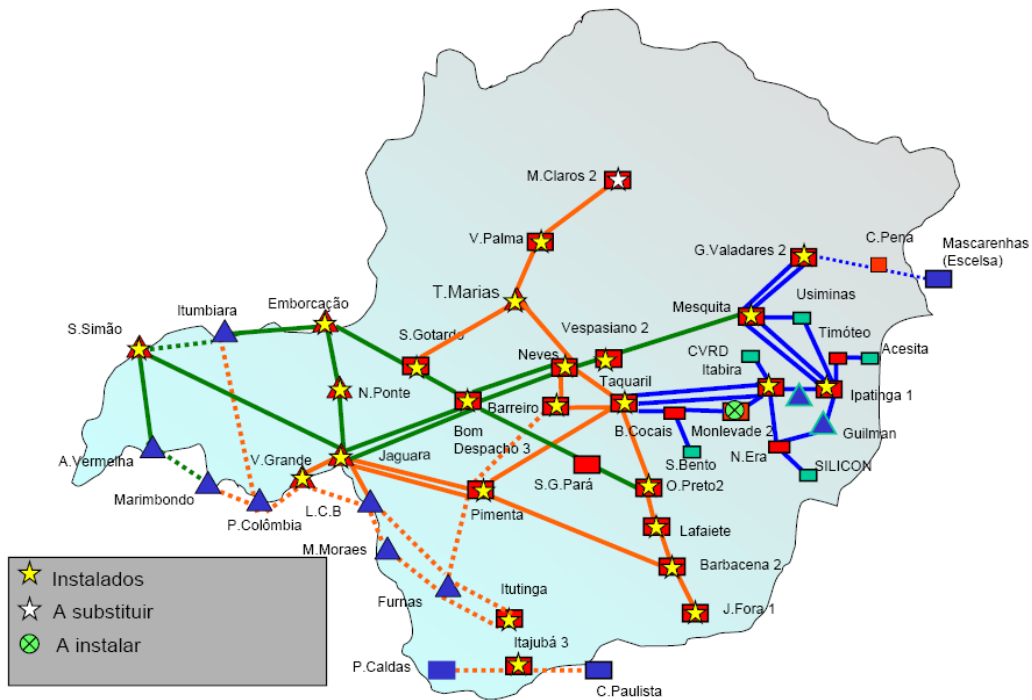 M.Claros 2
V.Palma
G.Valadares 2
C.Pena
Mascarenhas
(Escelsa)
T.Marias
Mesquita
Usiminas
Itumbiara
Emborcação
S.Simão
S.Gotardo
Vespasiano 2
Timóteo
Neves
CVRD
Itabira
Acesita
N.Ponte
Taquaril
Ipatinga 1
Barreiro
B.Cocais
Monlevade 2
Guilman
Bom
Despacho 3
A.Vermelha
V.Grande
Jaguara
S.Bento
N.Era
SILICON
Marimbondo
L.C.B
S.G.Pará
O.Preto2
P.Colômbia
Pimenta
Lafaiete
M.Moraes
Barbacena 2
Furnas
Itutinga
J.Fora 1
Itajubá 3
P.Caldas
C.Paulista
Instalados
A substituir
A instalar